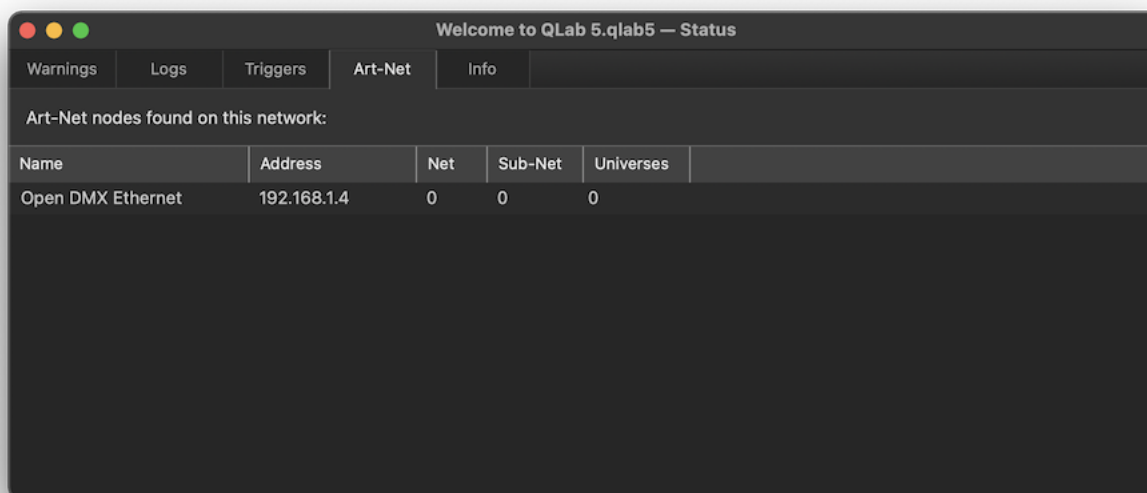 Welcome to QLab 5.qlab5 — Status
Warnings Logs Triggers Art-Net Info
Art-Net nodes found on this network:
Name Address Net Sub-Net Universes
Open DMX Ethernet 192.168.1.4 0 0 0